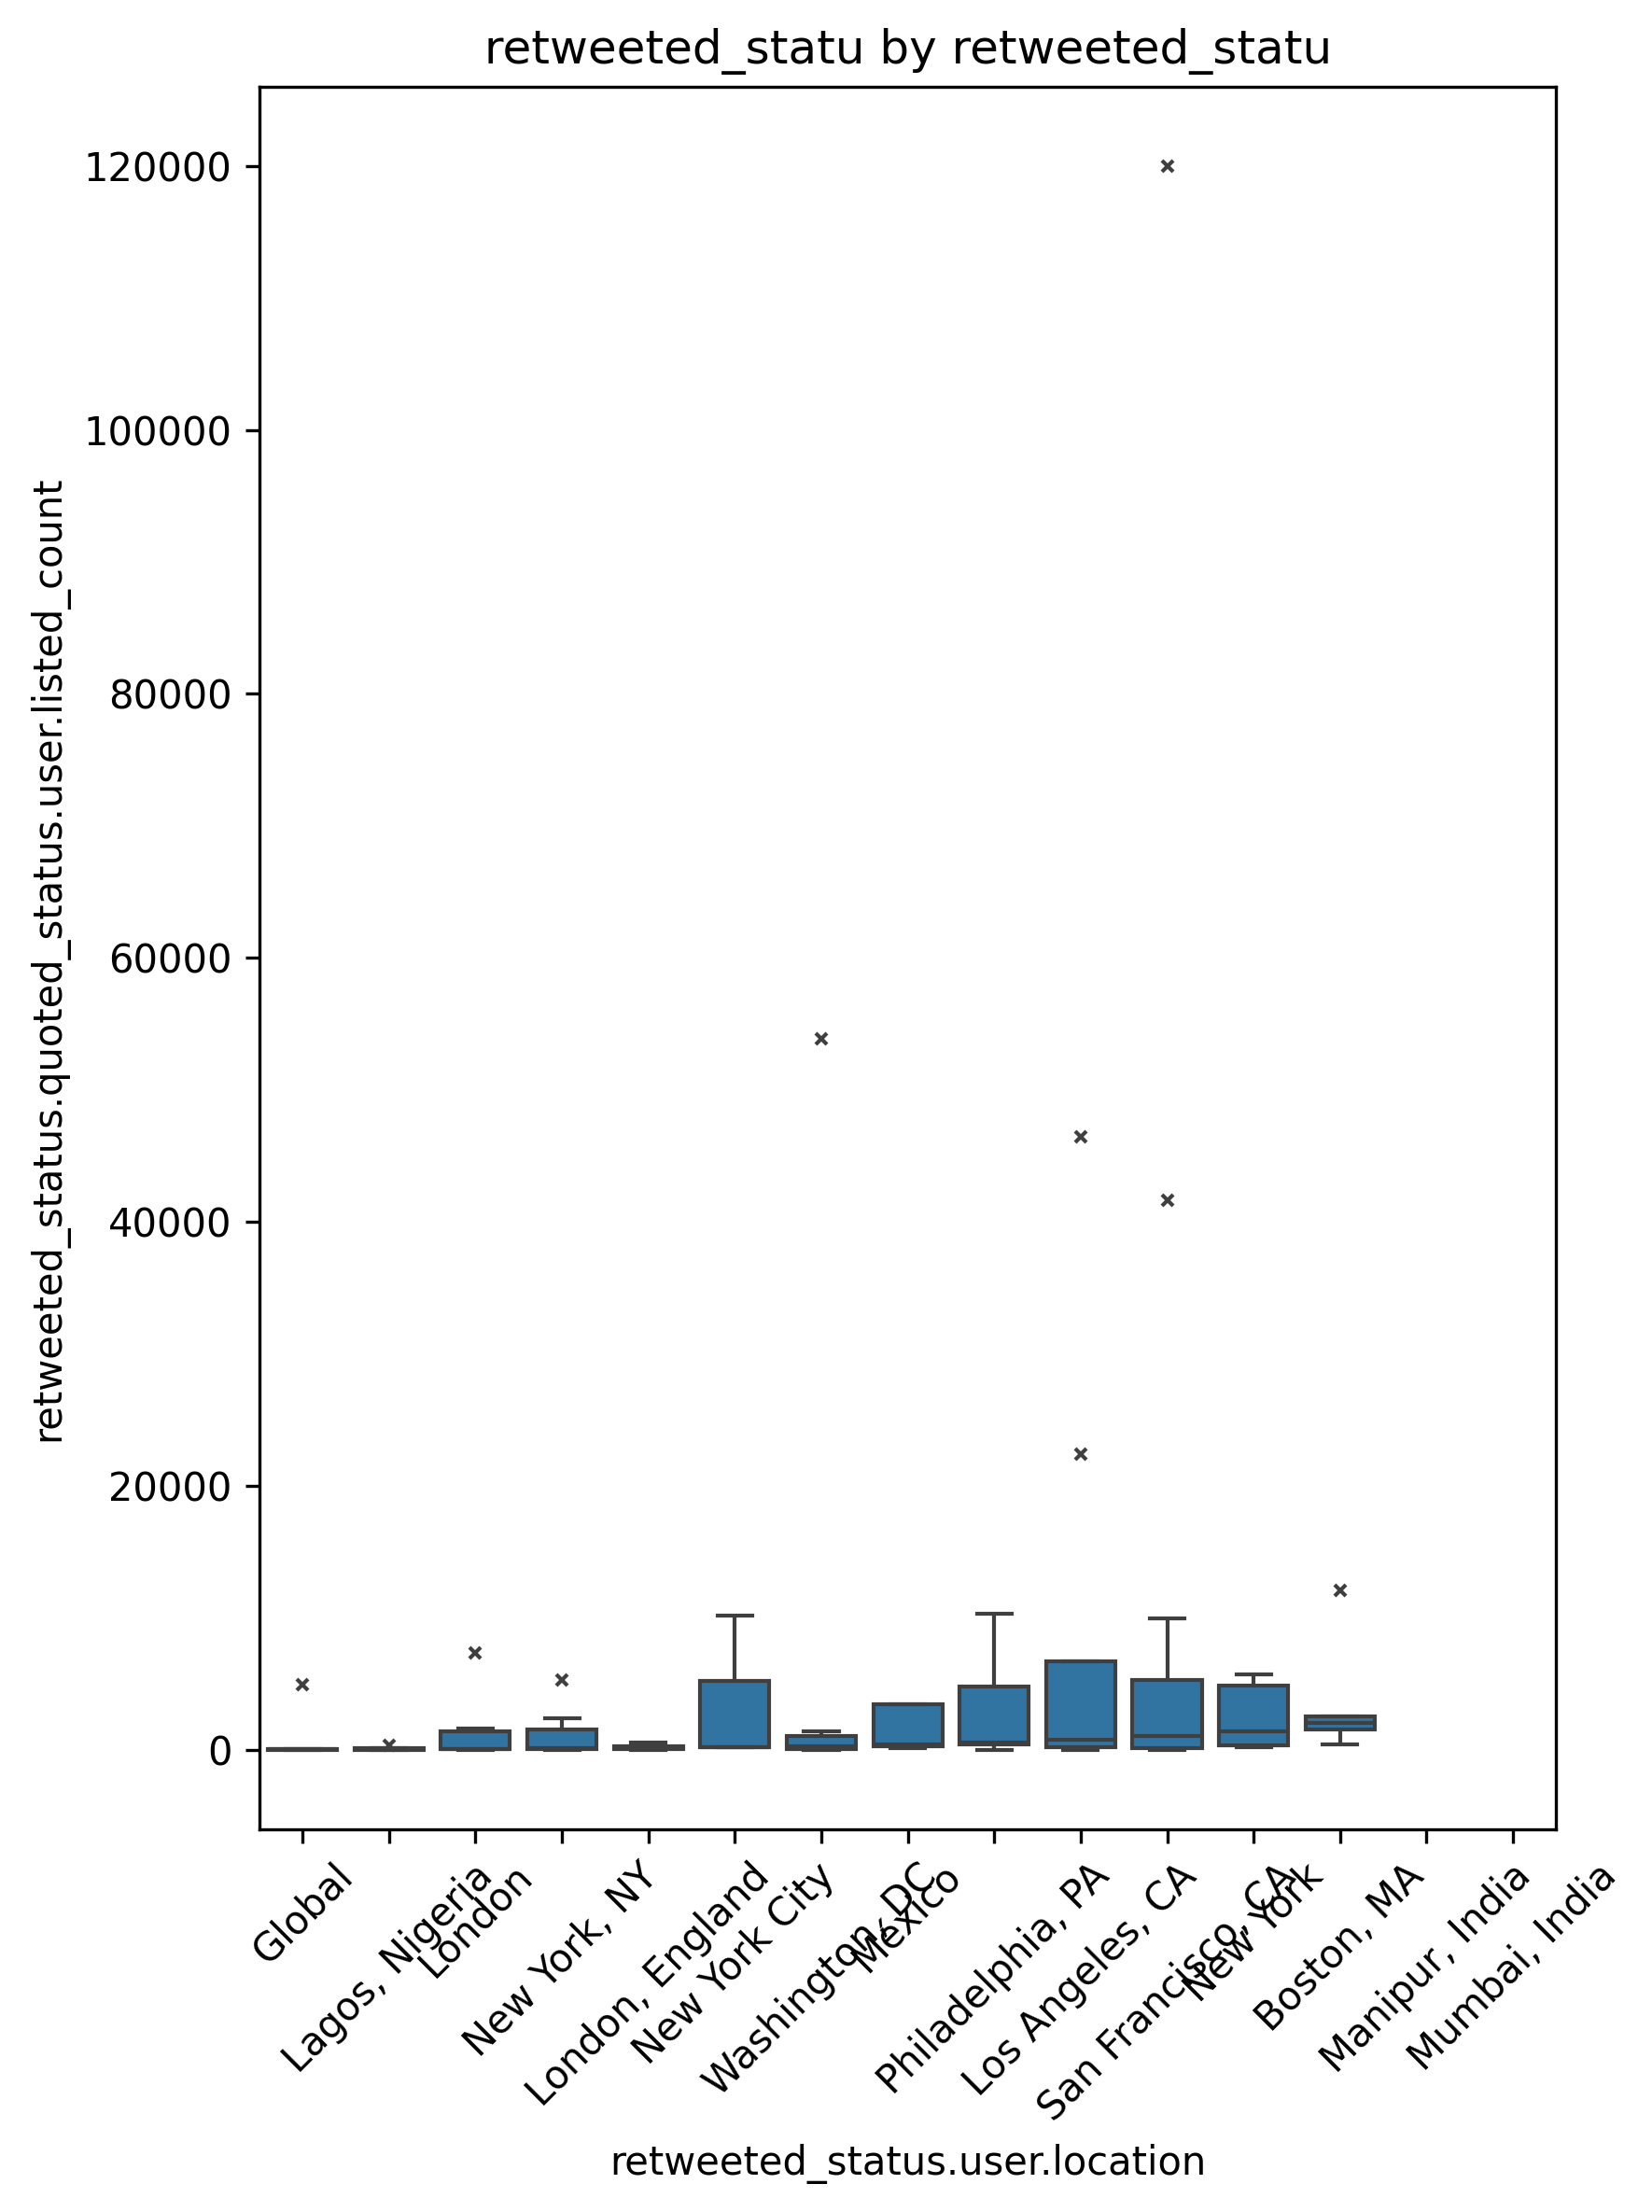 retweeted_statu by retweeted_statu
retweeted_status.quoted_status.user.listed_count
120000
100000
80000
60000
40000
20000
0
Global
Lagos, Nigeria
London
New York, NY
London, England
New York City
Washington, DC
México
Philadelphia, PA
Los Angeles, CA
San Francisco, CA
New York
Boston, MA
Manipur, India
Mumbai, India
retweeted_status.user.location